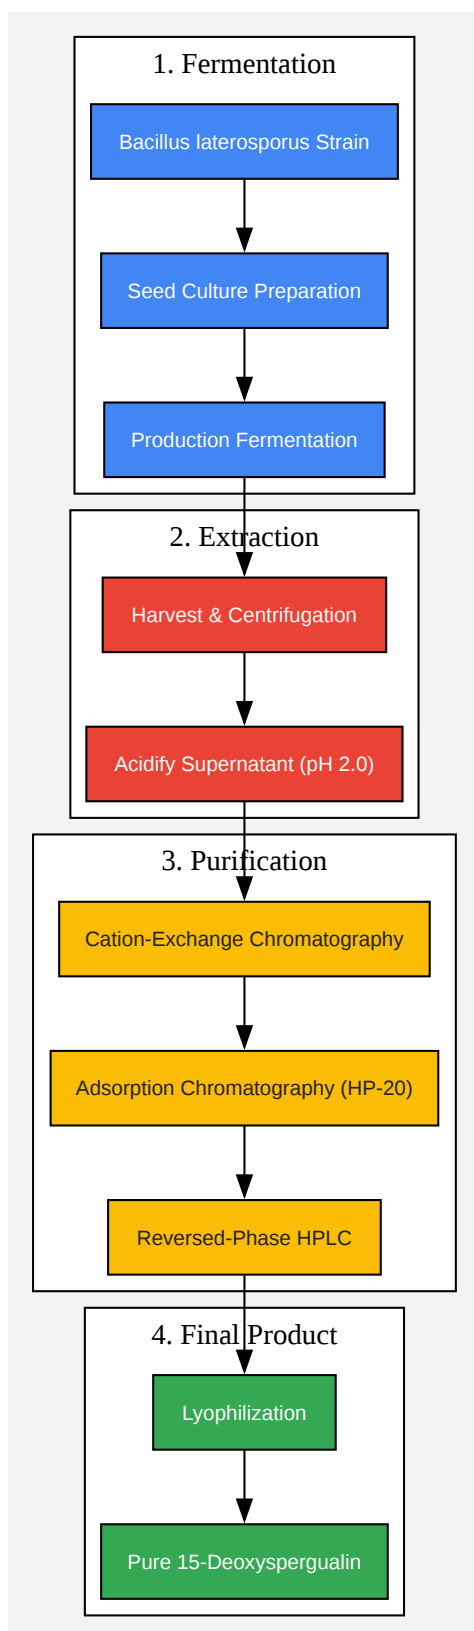 1. Fermentation
Bacillus laterosporus Strain
Seed Culture Preparation
Production Fermentation
2. Extraction
Harvest & Centrifugation
Acidify Supernatant (pH 2.0)
3. Purification
Cation-Exchange Chromatography
Adsorption Chromatography (HP-20)
Reversed-Phase HPLC
4. Final Product
Lyophilization
Pure 15-Deoxyspergualin